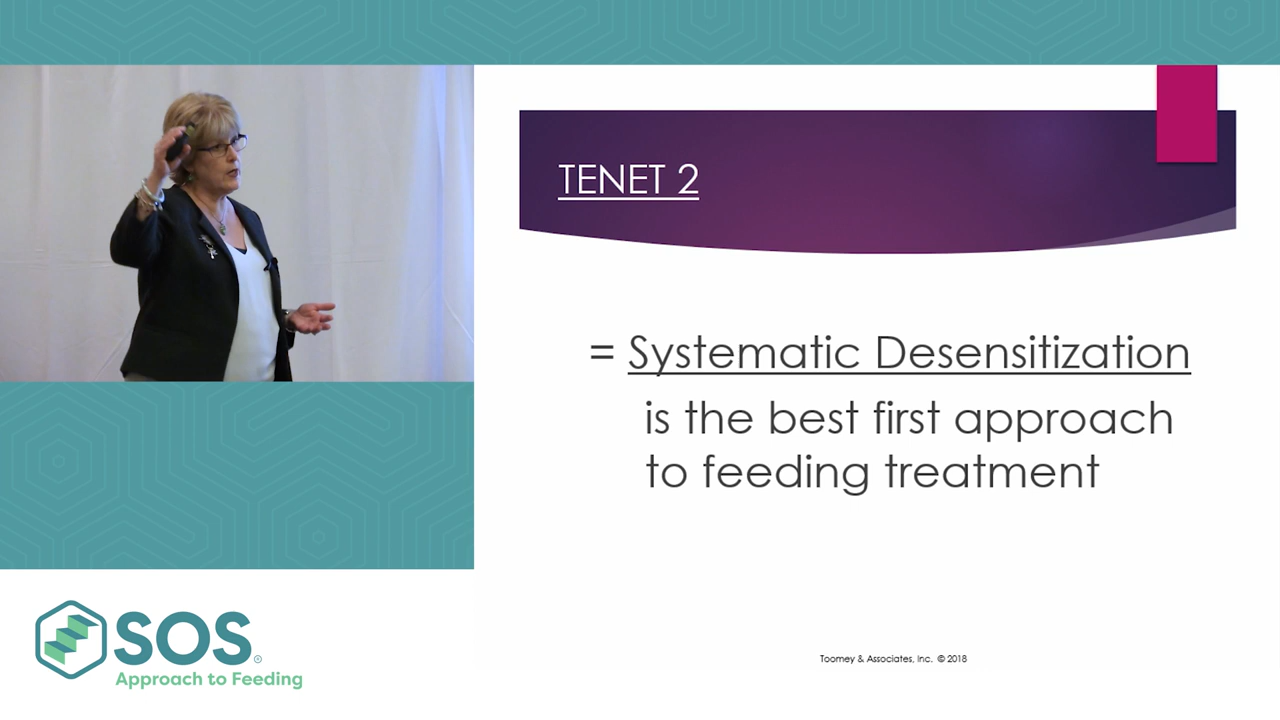 TENET 2
= Systematic Desensitization
is the best first approach
to feeding treatment
Toomey & Associates, Inc. © 2018
SOS®
Approach to Feeding